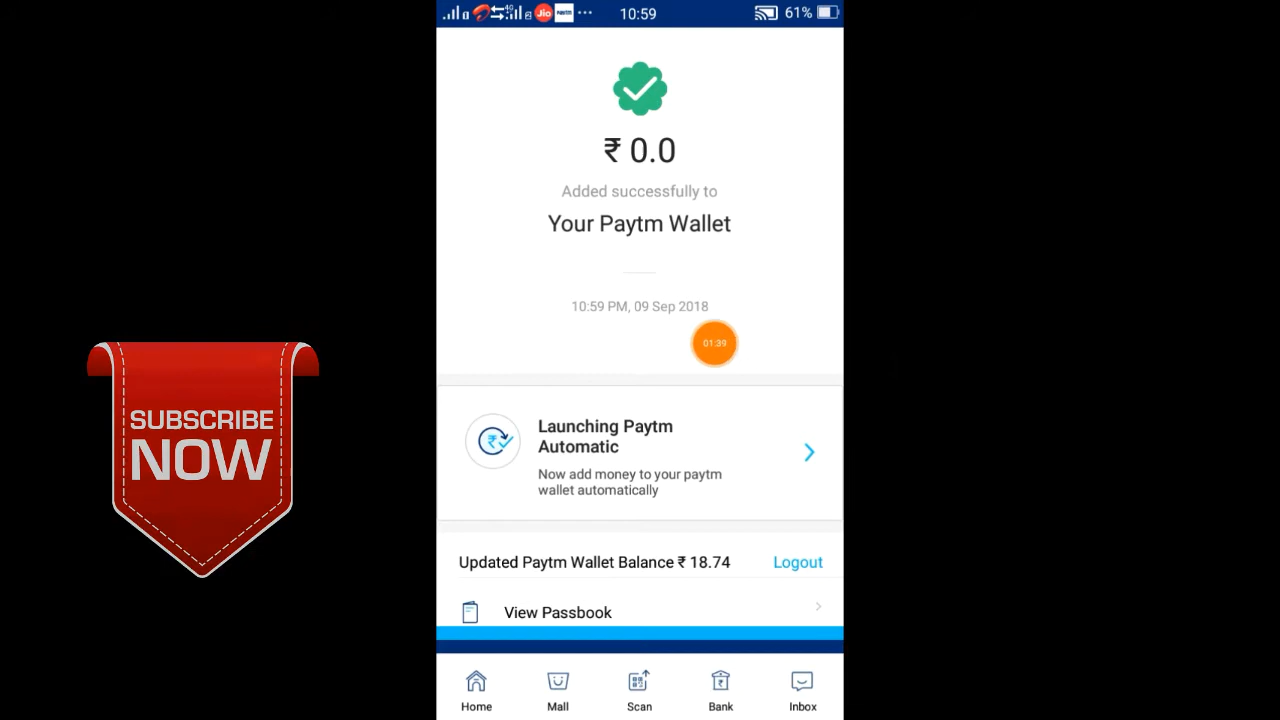 10:59
61%
Jio
₹ 0.0
Added successfully to
Your Paytm Wallet
10:59 PM, 09 Sep 2018
01:39
Launching Paytm
Automatic
Now add money to your paytm
wallet automatically
Updated Paytm Wallet Balance ₹ 18.74
Logout
View Passbook
Home
Mall
Scan
Bank
Inbox
SUBSCRIBE
NOW